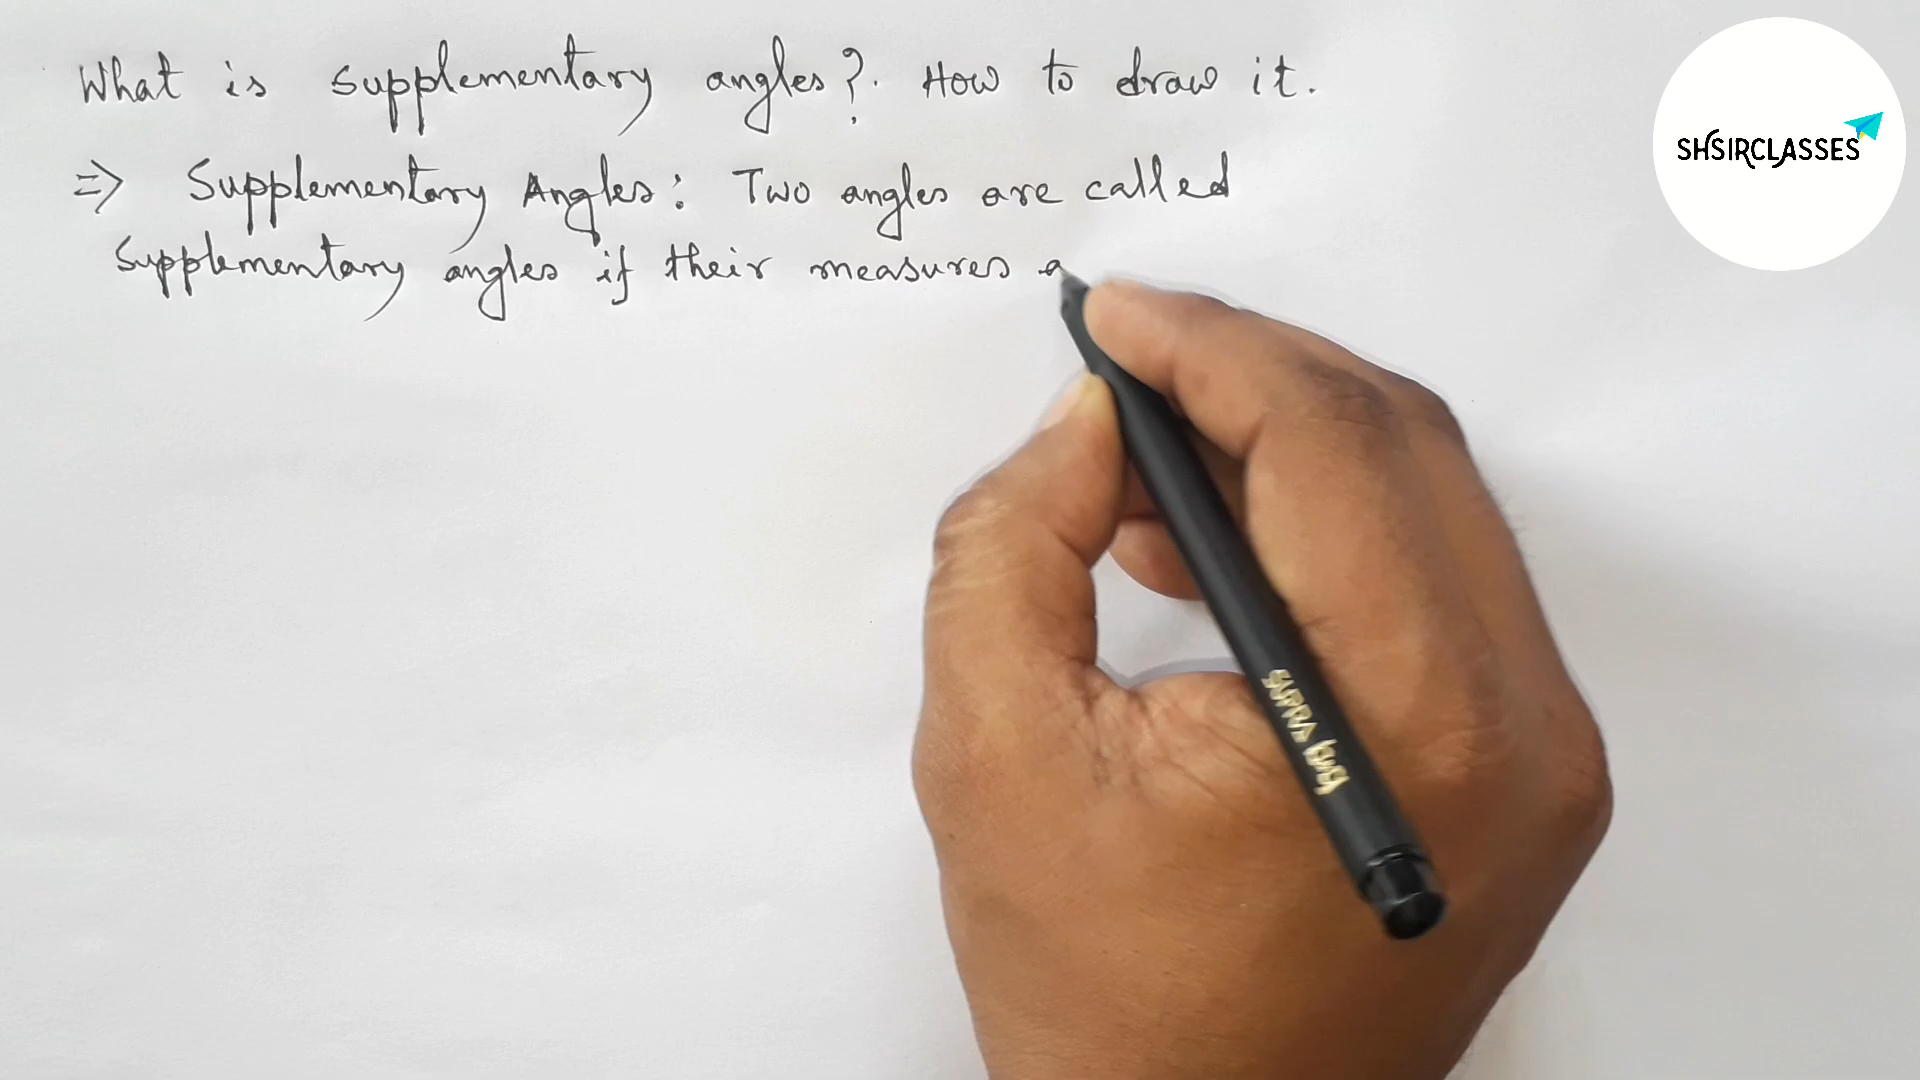 What is supplementary angles? How to draw it.
⇒ Supplementary Angles: Two angles are called
Supplementary angles if their measures a
SHSIRCLASSES
SUPRA